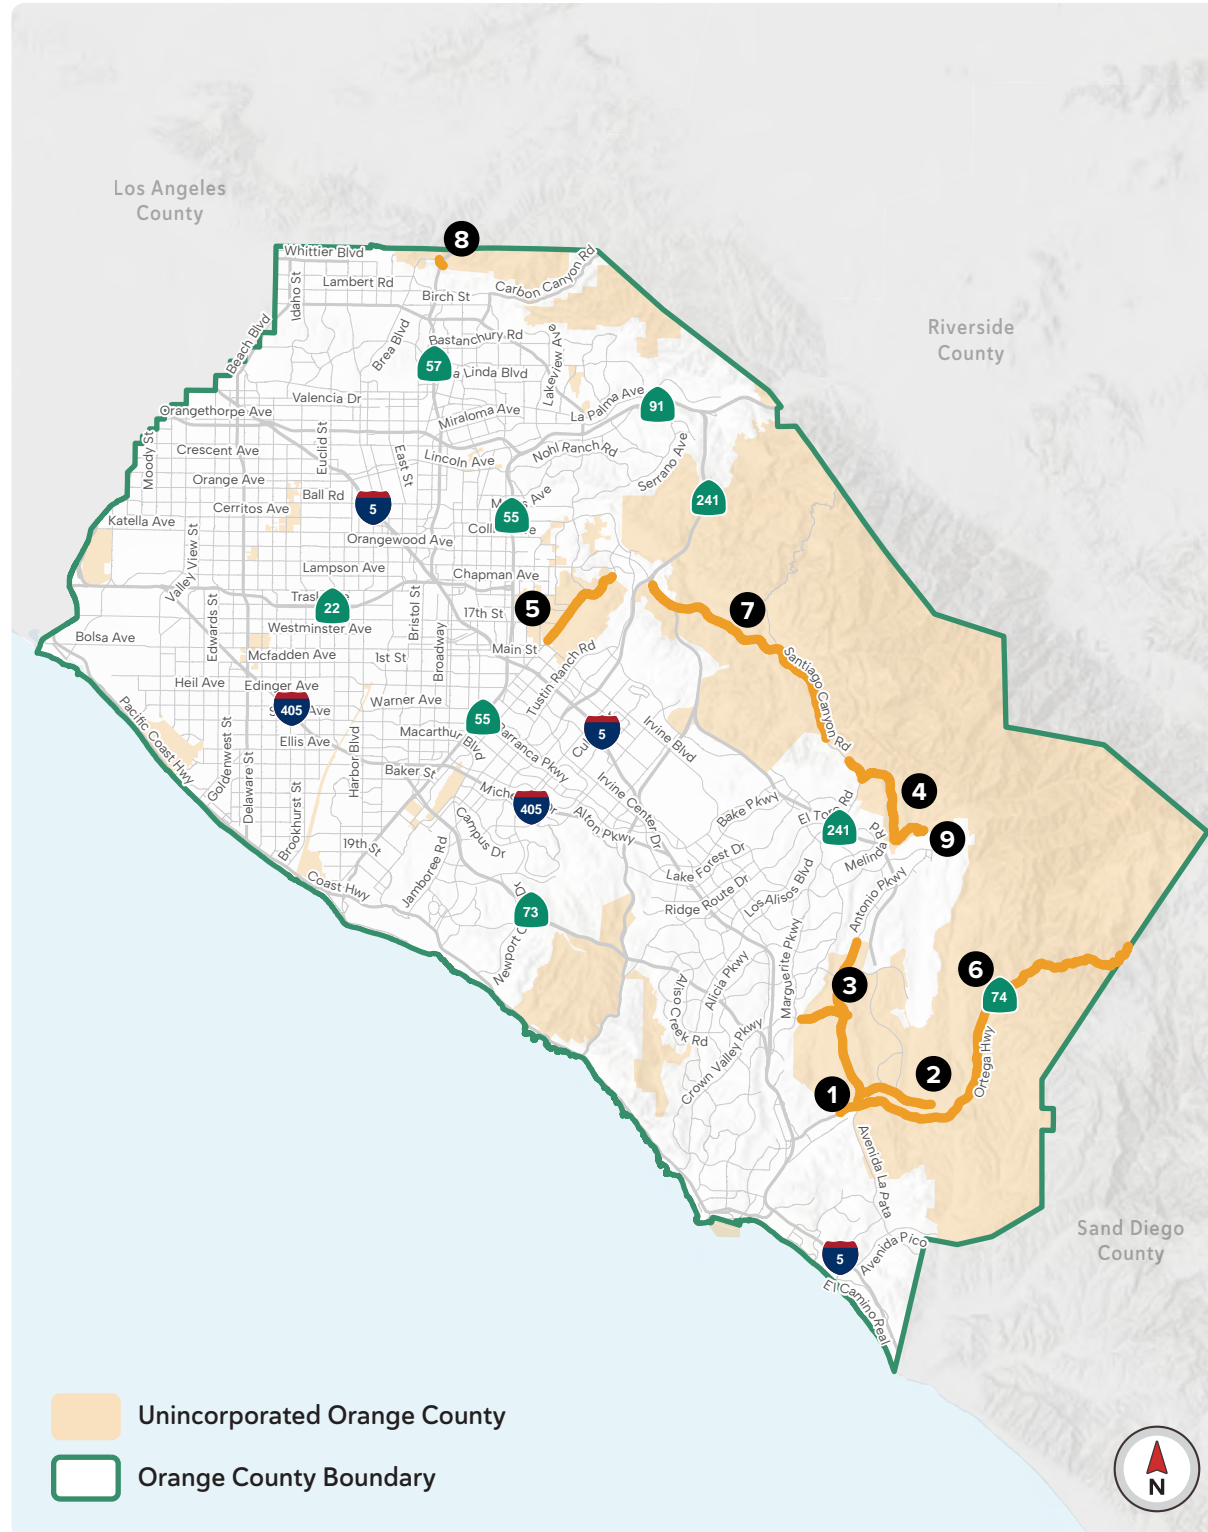 Los Angeles
County
8
Whittier Blvd
Idaho St
Lambert Rd
Carbon Canyon Rd
Birch St
Riverside
County
Beach Blvd
Brea Blvd
Bastanchury Rd
Lakeview Ave
57
a Linda Blvd
Valencia Dr
La Palma Ave
91
Orangethorpe Ave
Miraloma Ave
Moody St
Crescent Ave
Euclid St
East St
Lincoln Ave
Nohl Ranch Rd
Serrano Ave
Orange Ave
Ball Rd
Ave
241
Cerritos Ave
5
55
Katella Ave
Orangewood Ave
Valley View St
Lampson Ave
Chapman Ave
22
5
7
17th St
Westminster Ave
Bristol St
Edwards St
Bolsa Ave
Main St
Mcfadden Ave
1st St
Broadway
Tustin Ranch Rd
Santiago Canyon Rd
Heil Ave
Edinger Ave
Warner Ave
405
Ave
55
5
Irvine Blvd
Pacific Coast Hwy
Goldenwest St
Ellis Ave
Macarthur Blvd
Barranca Pkwy
Delaware St
Harbor Blvd
Baker St
Irvine Center Dr
4
Brookhurst St
405
Alton Pkwy
Bake Pkwy
El Toro Rd
241
9
19th St
Campus Dr
Melinda Rd
Jamboree Rd
Lake Forest Dr
Coast Hwy
Ridge Route Dr
Los Alisos Blvd
Antonio Pkwy
73
Marguerite Pkwy
Alicia Pkwy
6
74
3
Aliso Creek Rd
Crown Valley Pkwy
Ortega Hwy
2
1
Avenida La Pata
Sand Diego
County
Avenida Pico
5
El Camino Real
Unincorporated Orange County
Orange County Boundary
N